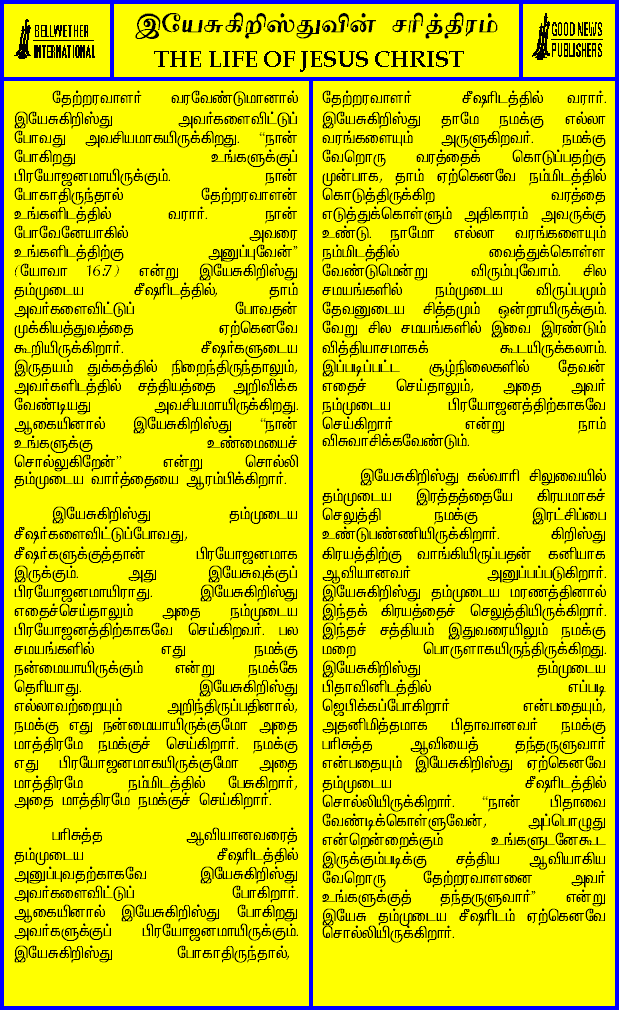 BELLWETHER
INTERNATIONAL
இயேசுகிறிஸ்துவின் சரித்திரம்
THE LIFE OF JESUS CHRIST
GOOD NEWS
PUBLISHERS
தேற்றரவாளர் வரவேண்டுமானால்
இயேசுகிறிஸ்து அவர்களைவிட்டுப்
போவது அவசியமாகயிருக்கிறது. “நான்
போகிறது உங்களுக்குப்
பிரயோஜனமாயிருக்கும். நான்
போகாதிருந்தால் தேற்றரவாளன்
உங்களிடத்தில் வரார். நான்
போவேனேயாகில் அவரை
உங்களிடத்திற்கு அனுப்புவேன்”
(யோவா 16:7) என்று இயேசுகிறிஸ்து
தம்முடைய சீஷரிடத்தில், தாம்
அவர்களைவிட்டுப் போவதன்
முக்கியத்துவத்தை ஏற்கெனவே
கூறியிருக்கிறார். சீஷர்களுடைய
இருதயம் துக்கத்தில் நிறைந்திருந்தாலும்,
அவர்களிடத்தில் சத்தியத்தை அறிவிக்க
வேண்டியது அவசியமாயிருக்கிறது.
ஆகையினால் இயேசுகிறிஸ்து “நான்
உங்களுக்கு உண்மையைச்
சொல்லுகிறேன்” என்று சொல்லி
தம்முடைய வார்த்தையை ஆரம்பிக்கிறார்.
இயேசுகிறிஸ்து தம்முடைய
சீஷர்களைவிட்டுப்போவது,
சீஷர்களுக்குத்தான் பிரயோஜனமாக
இருக்கும். அது இயேசுவுக்குப்
பிரயோஜனமாயிராது. இயேசுகிறிஸ்து
எதைச்செய்தாலும் அதை நம்முடைய
பிரயோஜனத்திற்காகவே செய்கிறவர். பல
சமயங்களில் எது நமக்கு
நன்மையாயிருக்கும் என்று நமக்கே
தெரியாது. இயேசுகிறிஸ்து
எல்லாவற்றையும் அறிந்திருப்பதினால்,
நமக்கு எது நன்மையாயிருக்குமோ அதை
மாத்திரமே நமக்குச் செய்கிறார். நமக்கு
எது பிரயோஜனமாகயிருக்குமோ அதை
மாத்திரமே நம்மிடத்தில் பேசுகிறார்,
அதை மாத்திரமே நமக்குச் செய்கிறார்.
பரிசுத்த ஆவியானவரைத்
தம்முடைய சீஷரிடத்தில்
அனுப்புவதற்காகவே இயேசுகிறிஸ்து
அவர்களைவிட்டுப் போகிறார்.
ஆகையினால் இயேசுகிறிஸ்து போகிறது
அவர்களுக்குப் பிரயோஜனமாயிருக்கும்.
இயேசுகிறிஸ்து போகாதிருந்தால்,
தேற்றரவாளர் சீஷரிடத்தில் வரார்.
இயேசுகிறிஸ்து தாமே நமக்கு எல்லா
வரங்களையும் அருளுகிறவர். நமக்கு
வேறொரு வரத்தைக் கொடுப்பதற்கு
முன்பாக, தாம் ஏற்கெனவே நம்மிடத்தில்
கொடுத்திருக்கிற வரத்தை
எடுத்துக்கொள்ளும் அதிகாரம் அவருக்கு
உண்டு. நாமோ எல்லா வரங்களையும்
நம்மிடத்தில் வைத்துக்கொள்ள
வேண்டுமென்று விரும்புவோம். சில
சமயங்களில் நம்முடைய விருப்பமும்
தேவனுடைய சித்தமும் ஒன்றாயிருக்கும்.
வேறு சில சமயங்களில் இவை இரண்டும்
வித்தியாசமாகக் கூடயிருக்கலாம்.
இப்படிப்பட்ட சூழ்நிலைகளில் தேவன்
எதைச் செய்தாலும், அதை அவர்
நம்முடைய பிரயோஜனத்திற்காகவே
செய்கிறார் என்று நாம்
விசுவாசிக்கவேண்டும்.
இயேசுகிறிஸ்து கல்வாரி சிலுவையில்
தம்முடைய இரத்தத்தையே கிரயமாகச்
செலுத்தி நமக்கு இரட்சிப்பை
உண்டுபண்ணியிருக்கிறார். கிறிஸ்து
கிரயத்திற்கு வாங்கியிருப்பதன் கனியாக
ஆவியானவர் அனுப்பப்படுகிறார்.
இயேசுகிறிஸ்து தம்முடைய மரணத்தினால்
இந்தக் கிரயத்தைச் செலுத்தியிருக்கிறார்.
இந்தச் சத்தியம் இதுவரையிலும் நமக்கு
மறை பொருளாகயிருந்திருக்கிறது.
இயேசுகிறிஸ்து தம்முடைய
பிதாவினிடத்தில் எப்படி
ஜெபிக்கப்போகிறார் என்பதையும்,
அதனிமித்தமாக பிதாவானவர் நமக்கு
பரிசுத்த ஆவியைத் தந்தருளுவார்
என்பதையும் இயேசுகிறிஸ்து ஏற்கெனவே
தம்முடைய சீஷரிடத்தில்
சொல்லியிருக்கிறார். “நான் பிதாவை
வேண்டிக்கொள்ளுவேன், அப்பொழுது
என்றென்றைக்கும் உங்களுடனேகூட
இருக்கும்படிக்கு சத்திய ஆவியாகிய
வேறொரு தேற்றரவாளனை அவர்
உங்களுக்குத் தந்தருளுவார்” என்று
இயேசு தம்முடைய சீஷரிடம் ஏற்கெனவே
சொல்லியிருக்கிறார்.